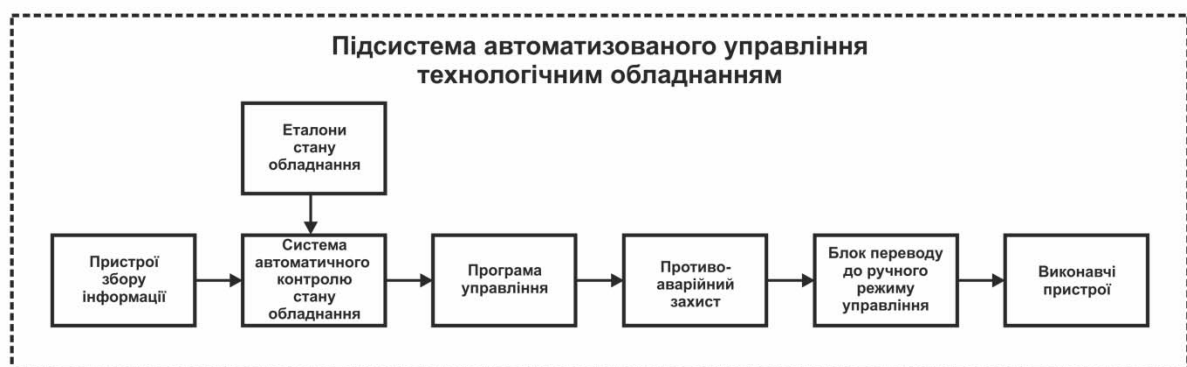 Підсистема автоматизованого управління
технологічним обладнанням
Еталони
стану
обладнання
Пристрої
збору
інформації
Система
автоматичного
контролю
стану
обладнання
Програма
управління
Противо-
аварійний
захист
Блок переводу
до ручного
режиму
управління
Виконавчі
пристрої